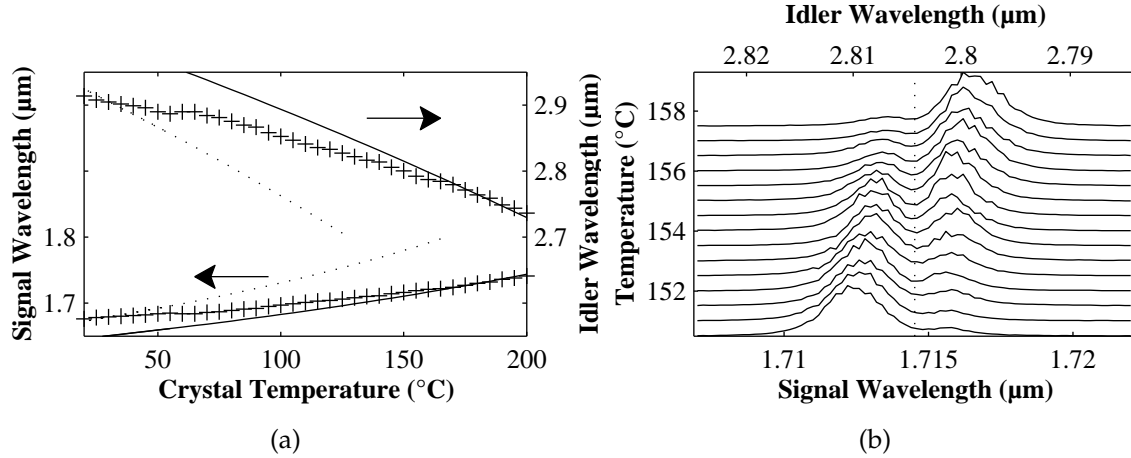 Signal Wavelength (µm)
1.8
1.7
2.9
2.8
2.7
Idler Wavelength (µm)
50 100 150 200
Crystal Temperature (°C)
(a)
Idler Wavelength (µm)
2.82 2.81 2.8 2.79
Temperature (°C)
158
156
154
152
1.71 1.715 1.72
Signal Wavelength (µm)
(b)